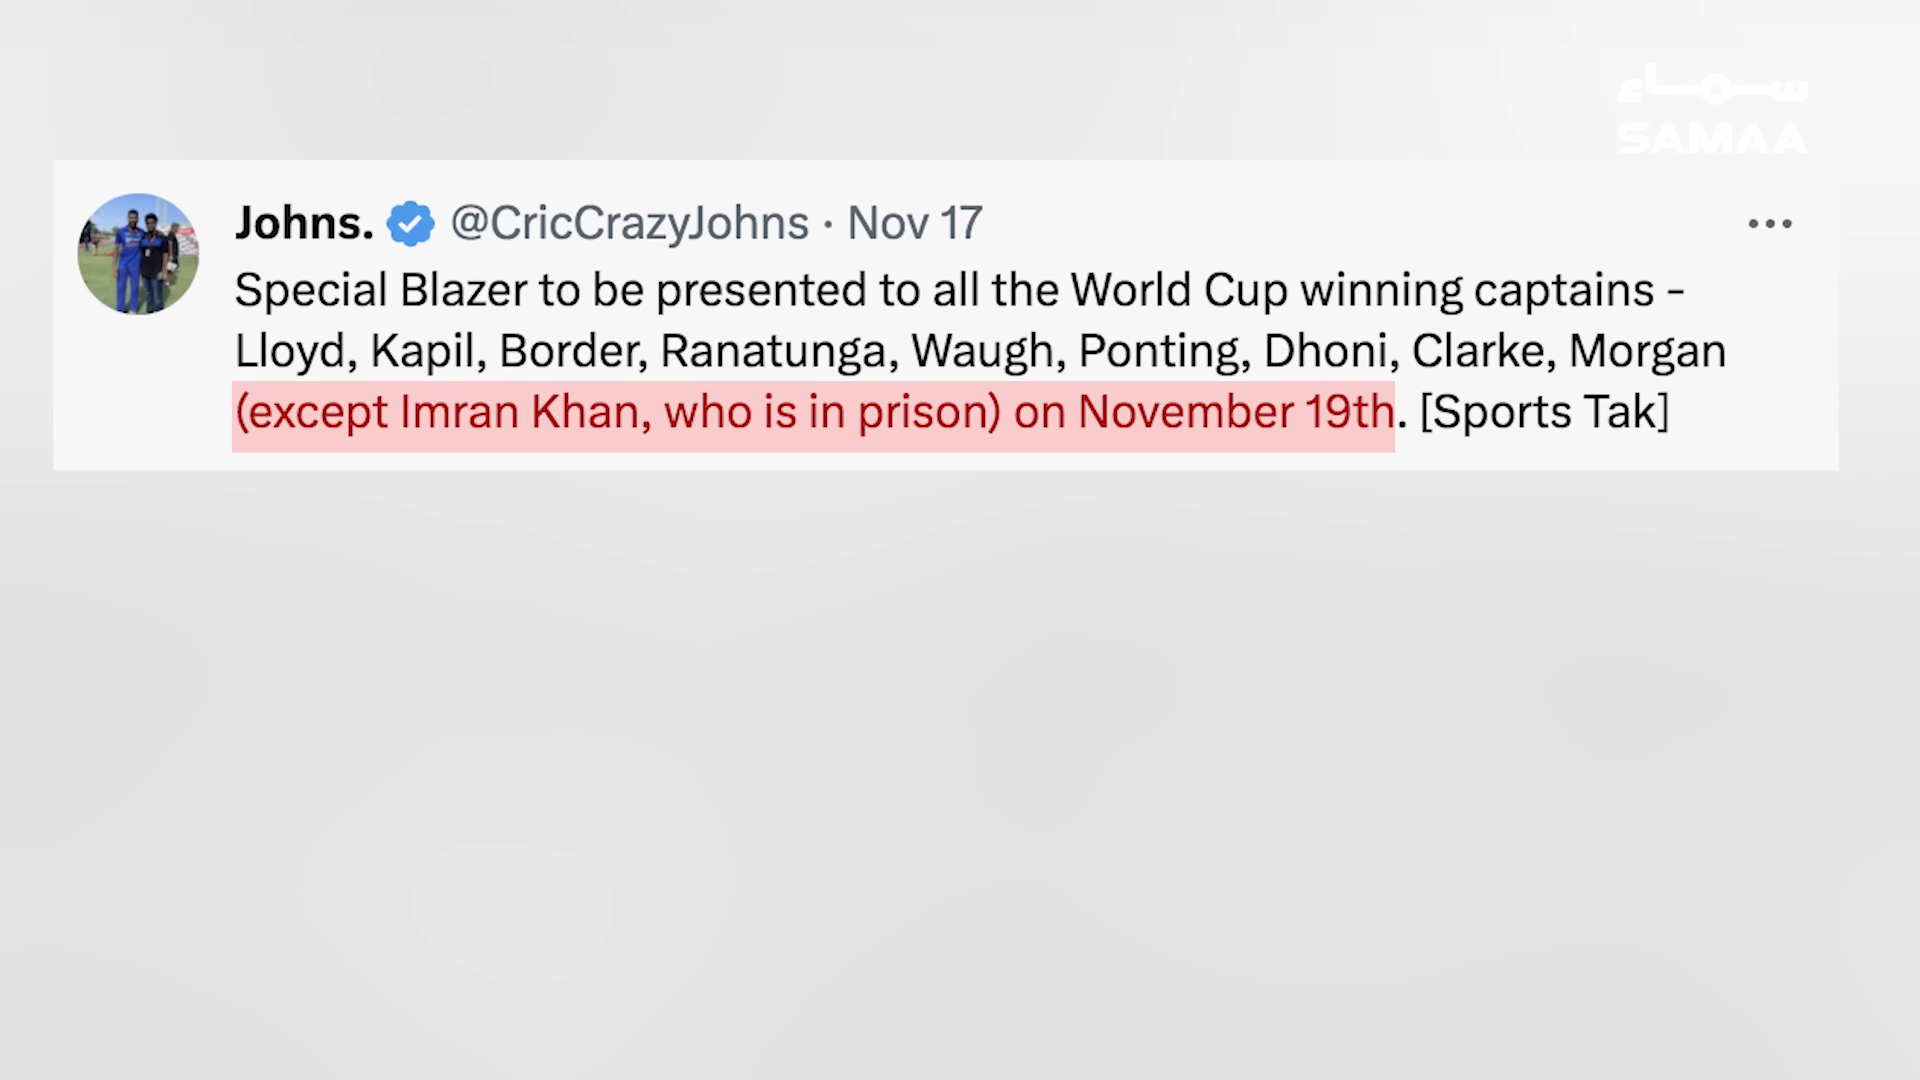 سماء
SAMAA
Johns. @CricCrazyJohns · Nov 17
Special Blazer to be presented to all the World Cup winning captains -
Lloyd, Kapil, Border, Ranatunga, Waugh, Ponting, Dhoni, Clarke, Morgan
(except Imran Khan, who is in prison) on November 19th. [Sports Tak]